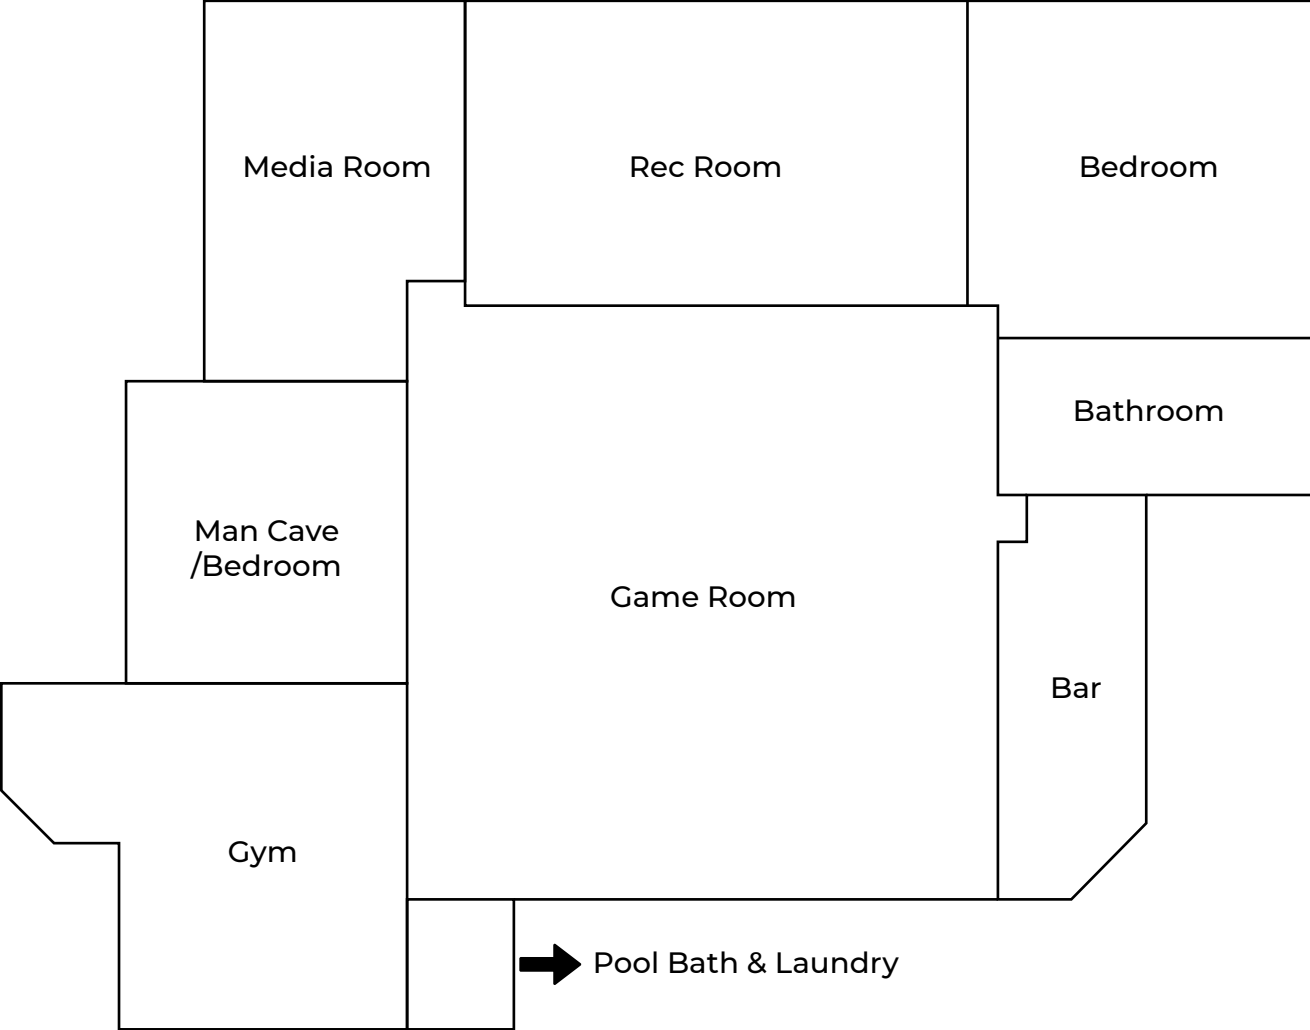 Media Room
Rec Room
Bedroom
Bathroom
Man Cave
/Bedroom
Game Room
Bar
Gym
Pool Bath & Laundry